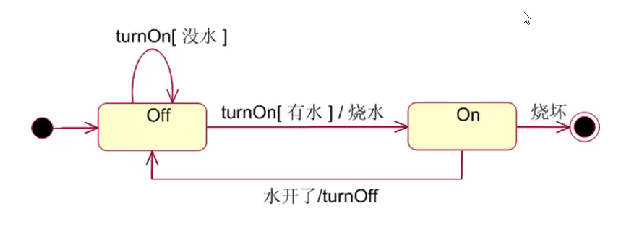 turnOn[ 没水 ]
Off
turnOn[ 有水 ] / 烧水
On
烧坏
水开了/turnOff